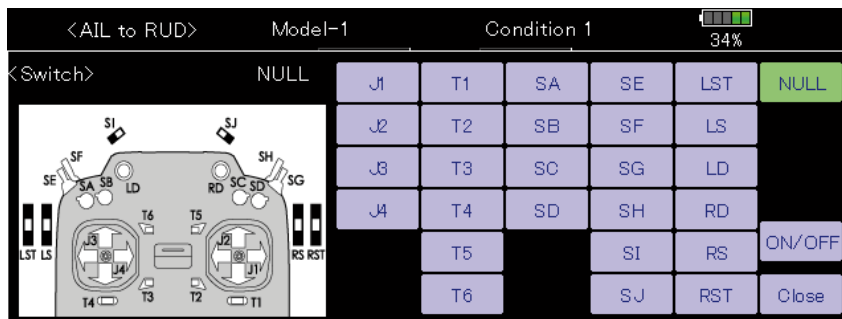 <AIL to RUD> Model-1 Condition 1 34%
<Switch> NULL
J1 T1 SA SE LST NULL
J2 T2 SB SF LS
J3 T3 SC SG LD
J4 T4 SD SH RD
T5 SI RS ON/OFF
T6 SJ RST Close
SI SJ
SF SH
SE SA SB LD RD SC SD SG
T6 T5
J3 J2
LST LS RS RST
J4 J1
T4 T3 T2 T1